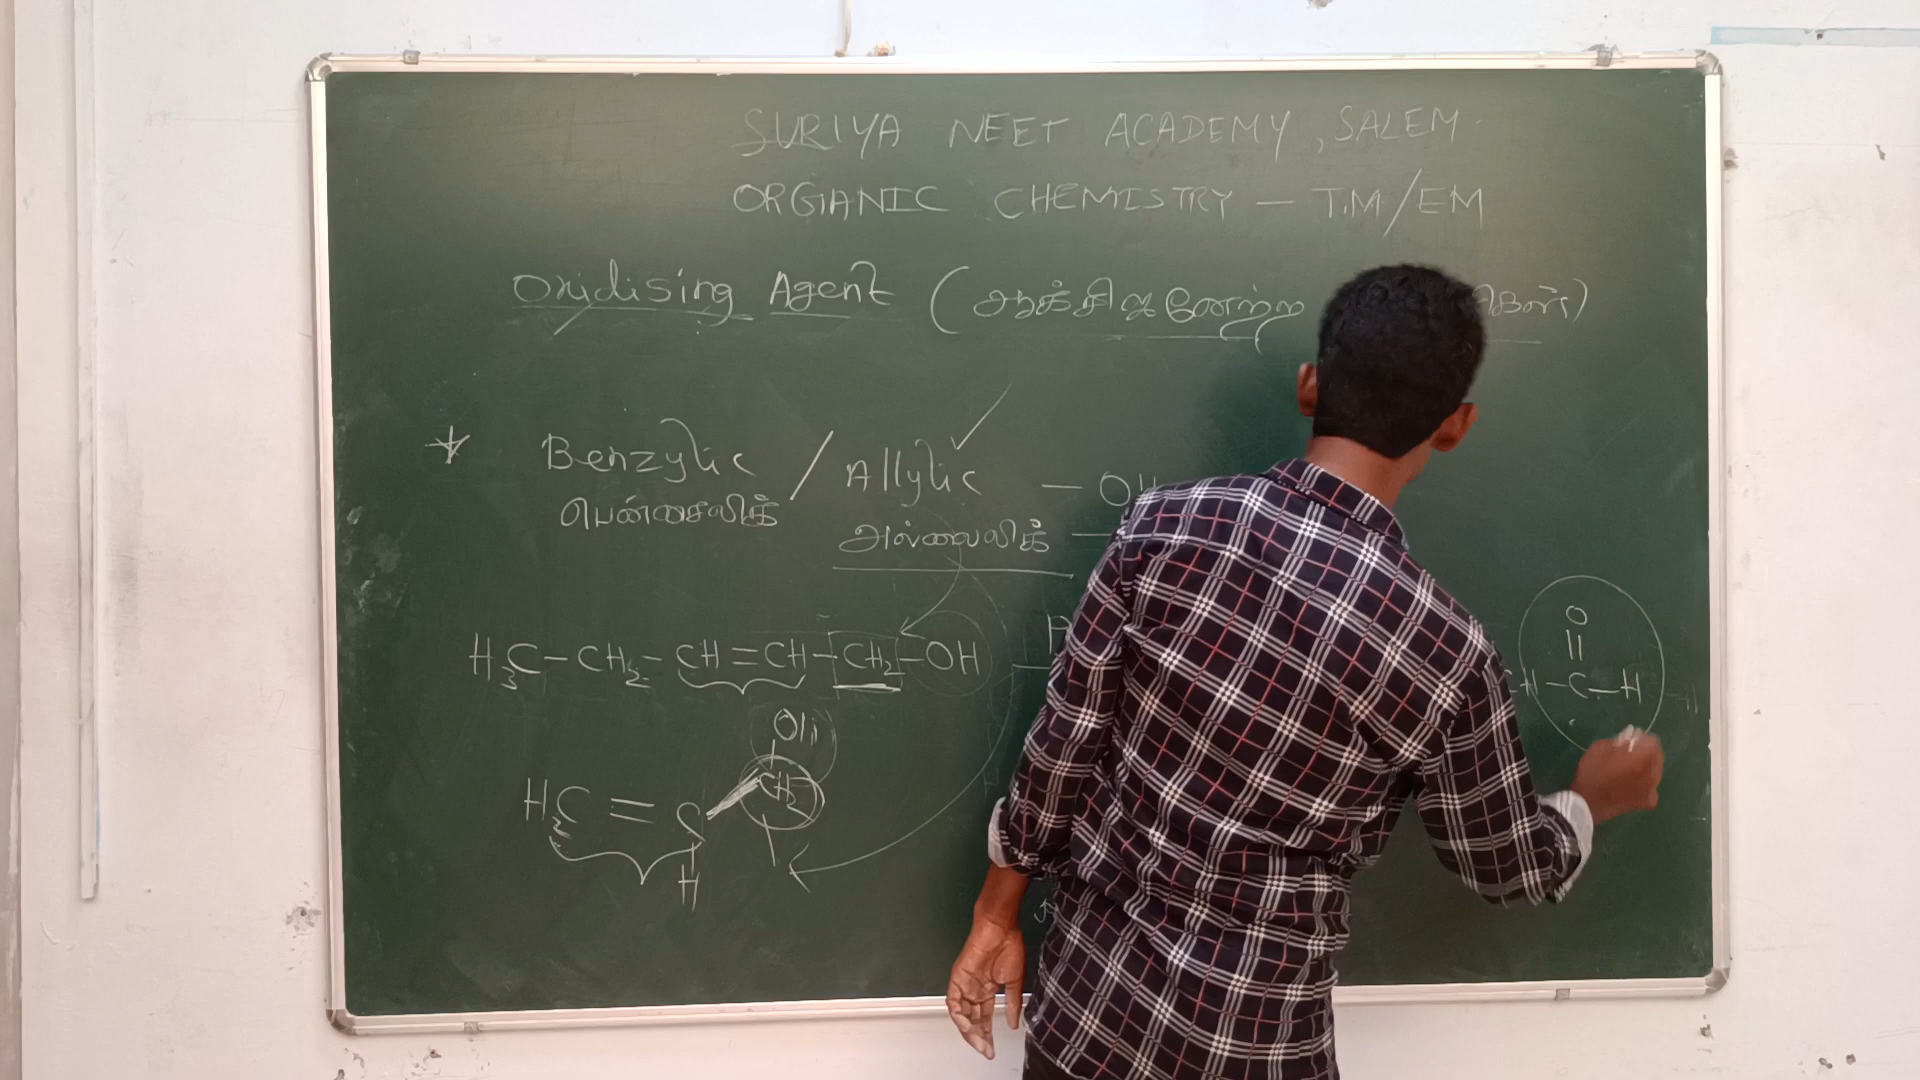 SURIYA NEET ACADEMY, SALEM.
ORGANIC CHEMISTRY – T.M/EM
Oxidising Agent (ஆக்சிஜனேற்ற
Benzylic / Allylic – OH
பென்சைலிக் அல்லைலிக் –
H3C–CH2–CH=CH–CH2–OH
O
||
–C–H
OH
H2C = C CH2
H